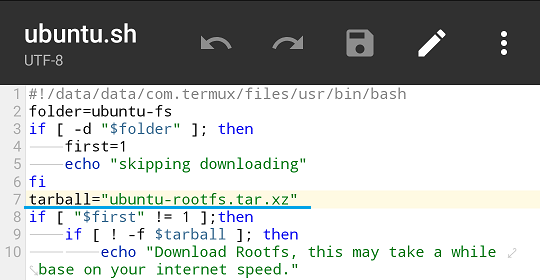 ubuntu.sh
UTF-8
1 #!/data/data/com.termux/files/usr/bin/bash
2 folder=ubuntu-fs
3 if [ -d "$folder" ]; then
4 first=1
5 echo "skipping downloading"
6 fi
7 tarball="ubuntu-rootfs.tar.xz"
8 if [ "$first" != 1 ];then
9 if [ ! -f $tarball ]; then
10 echo "Download Rootfs, this may take a while
base on your internet speed."